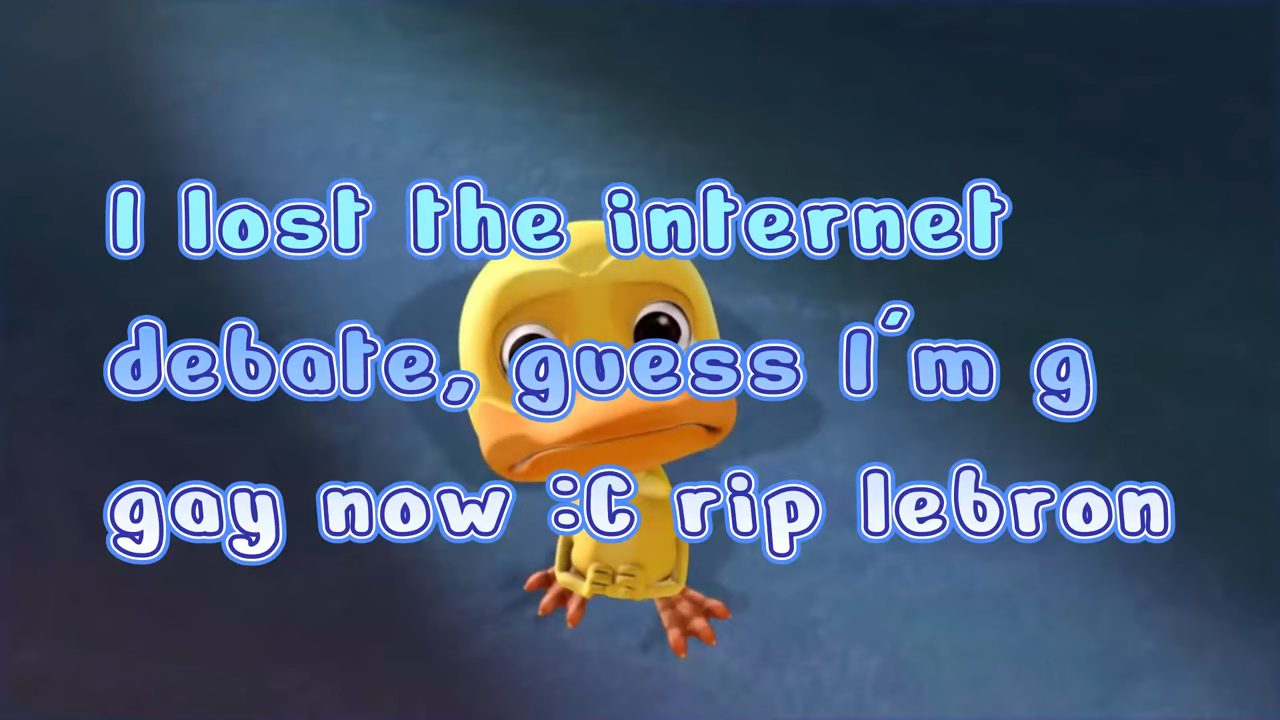 I lost the internet
debate, guess I'm g
gay now :C rip lebron